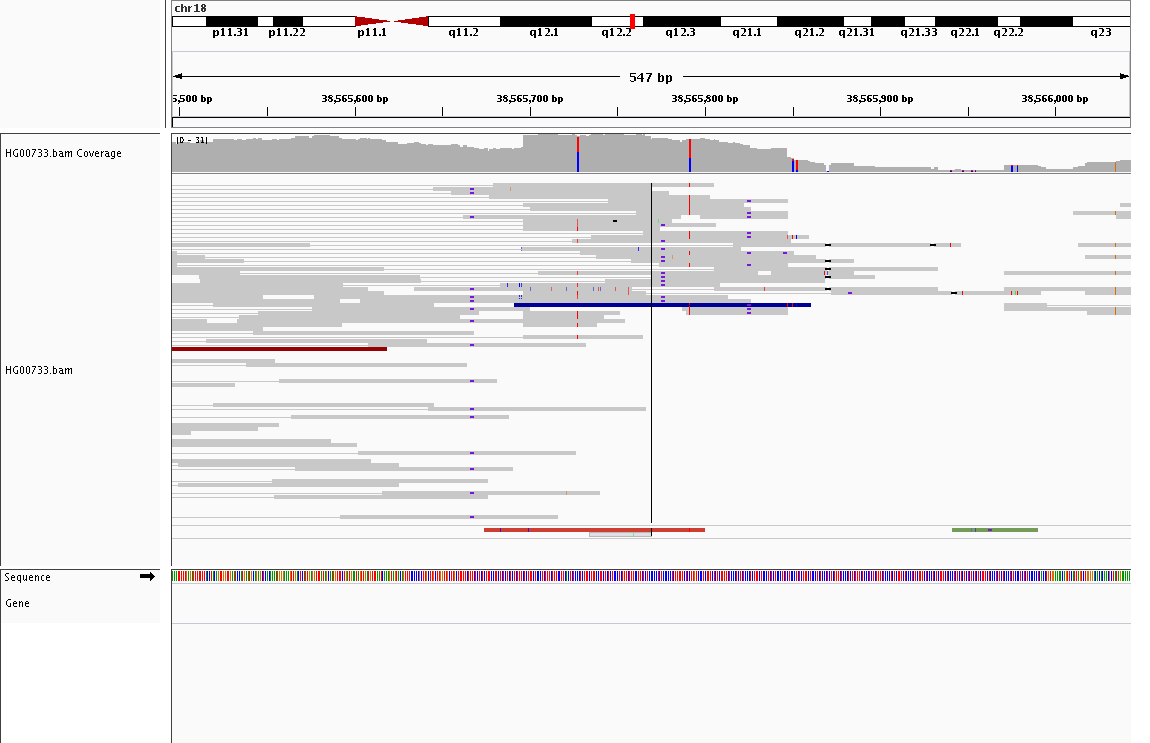 chr18
p11.31 p11.22 p11.1 q11.2 q12.1 q12.2 q12.3 q21.1 q21.2 q21.31 q21.33 q22.1 q22.2 q23
547 bp
5,500 bp 38,565,600 bp 38,565,700 bp 38,565,800 bp 38,565,900 bp 38,566,000 bp
[0 - 31]
HG00733.bam Coverage
HG00733.bam
Sequence
Gene